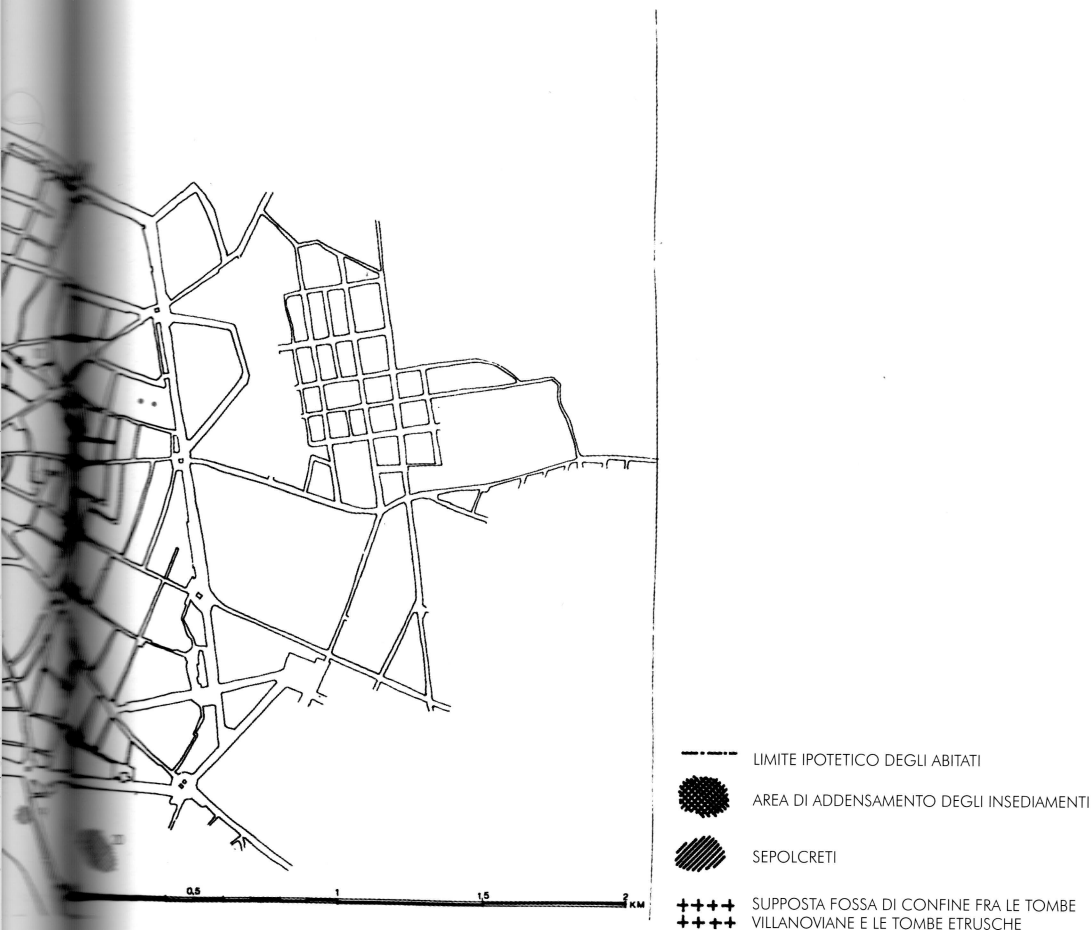 LIMITE IPOTETICO DEGLI ABITATI
AREA DI ADDENSAMENTO DEGLI INSEDIAMENTI
SEPOLCRETI
SUPPOSTA FOSSA DI CONFINE FRA LE TOMBE
VILLANOVIANE E LE TOMBE ETRUSCHE
0,5 1 1,5 2 KM